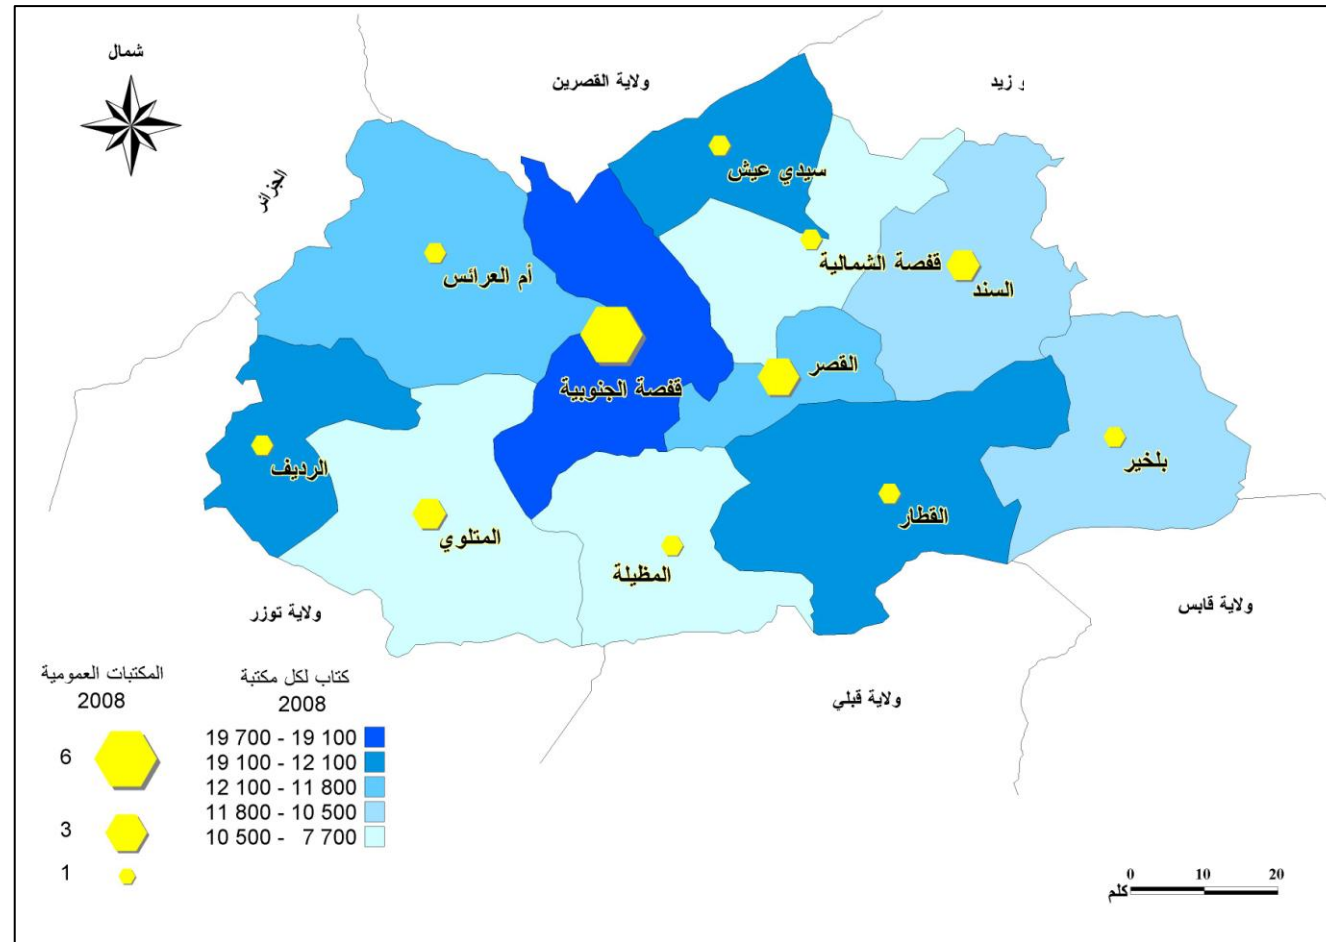 شمال
ولاية القصرين
و زيد
الجزائر
سيدي عيش
قفصة الشمالية
السند
أم العرائس
القصر
قفصة الجنوبية
بلخير
الرديف
القطار
المتلوي
المظيلة
ولاية توزر
ولاية قابس
ولاية قبلي
المكتبات العمومية
2008
6
3
1
كتاب لكل مكتبة
2008
19 700 - 19 100
19 100 - 12 100
12 100 - 11 800
11 800 - 10 500
10 500 - 7 700
0 10 20
كلم